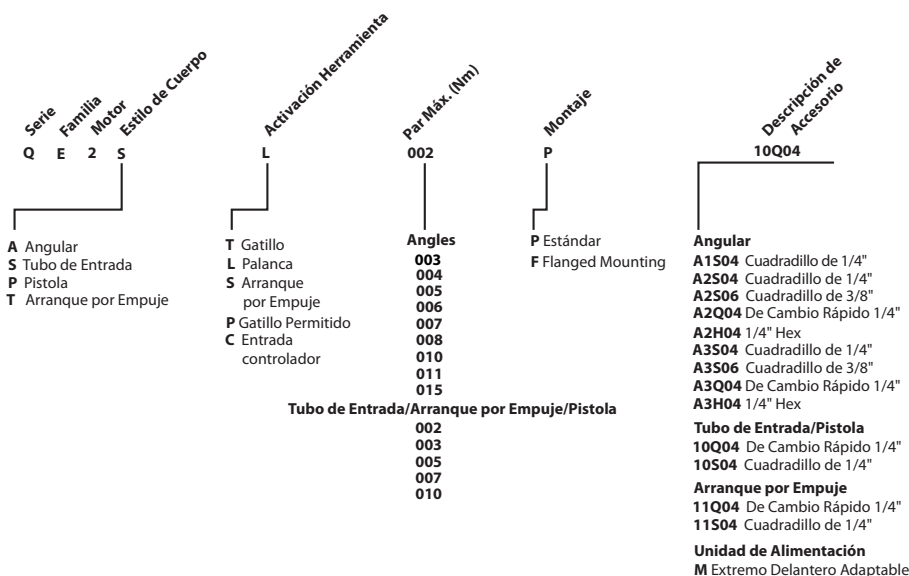 Serie
Familia
Motor
Estilo de Cuerpo
Activación Herramienta
Par Máx. (Nm)
Montaje
Descripción de
Accesorio
Q E 2 S L 002 P 10Q04
A Angular
S Tubo de Entrada
P Pistola
T Arranque por Empuje
T Gatillo
L Palanca
S Arranque
por Empuje
P Gatillo Permitido
C Entrada
controlador
Angles
003
004
005
006
007
008
010
011
015
Tubo de Entrada/Arranque por Empuje/Pistola
002
003
005
007
010
P Estándar
F Flanged Mounting
Angular
A1S04 Cuadradillo de 1/4"
A2S04 Cuadradillo de 1/4"
A2S06 Cuadradillo de 3/8"
A2Q04 De Cambio Rápido 1/4"
A2H04 1/4" Hex
A3S04 Cuadradillo de 1/4"
A3S06 Cuadradillo de 3/8"
A3Q04 De Cambio Rápido 1/4"
A3H04 1/4" Hex
Tubo de Entrada/Pistola
10Q04 De Cambio Rápido 1/4"
10S04 Cuadradillo de 1/4"
Arranque por Empuje
11Q04 De Cambio Rápido 1/4"
11S04 Cuadradillo de 1/4"
Unidad de Alimentación
M Extremo Delantero Adaptable